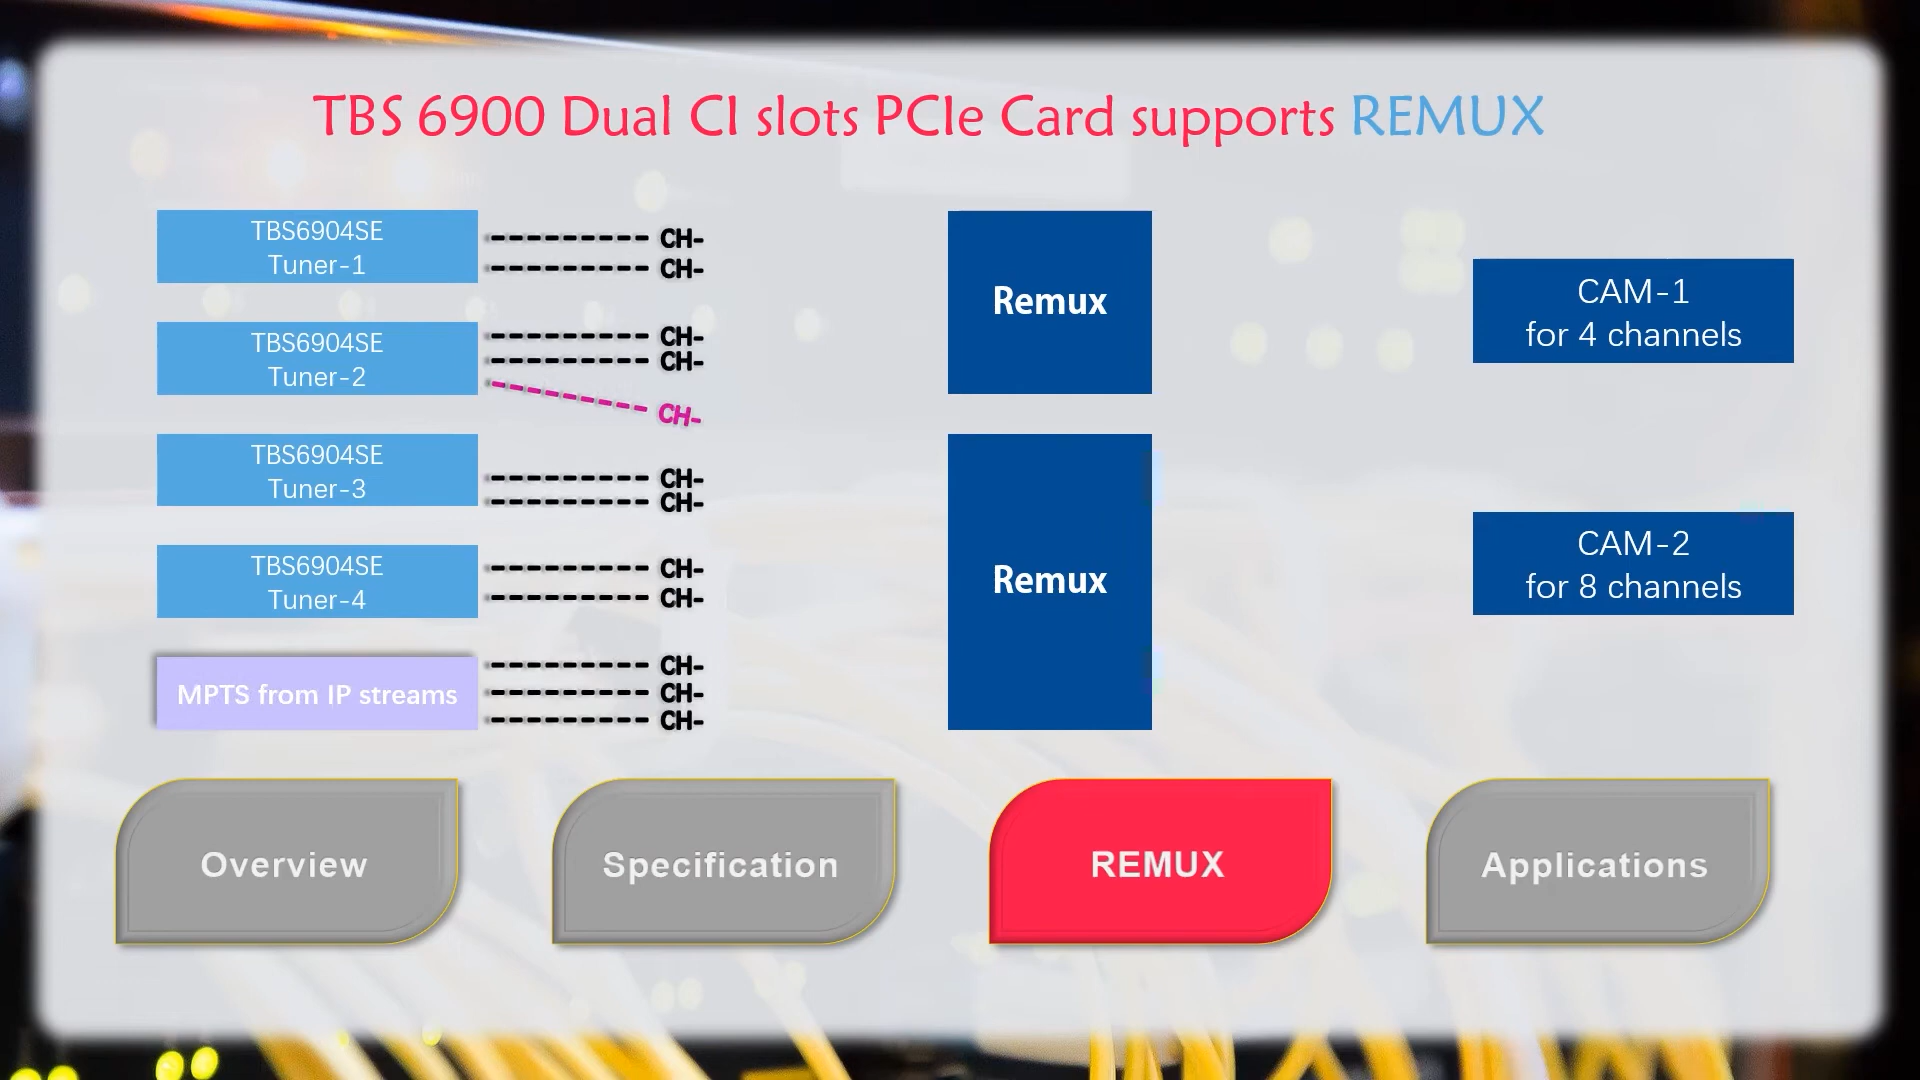 TBS 6900 Dual CI slots PCIe Card supports REMUX
TBS6904SE
Tuner-1
CH-
CH-
TBS6904SE
Tuner-2
CH-
CH-
CH-
TBS6904SE
Tuner-3
CH-
CH-
TBS6904SE
Tuner-4
CH-
CH-
MPTS from IP streams
CH-
CH-
CH-
Remux
Remux
CAM-1
for 4 channels
CAM-2
for 8 channels
Overview
Specification
REMUX
Applications